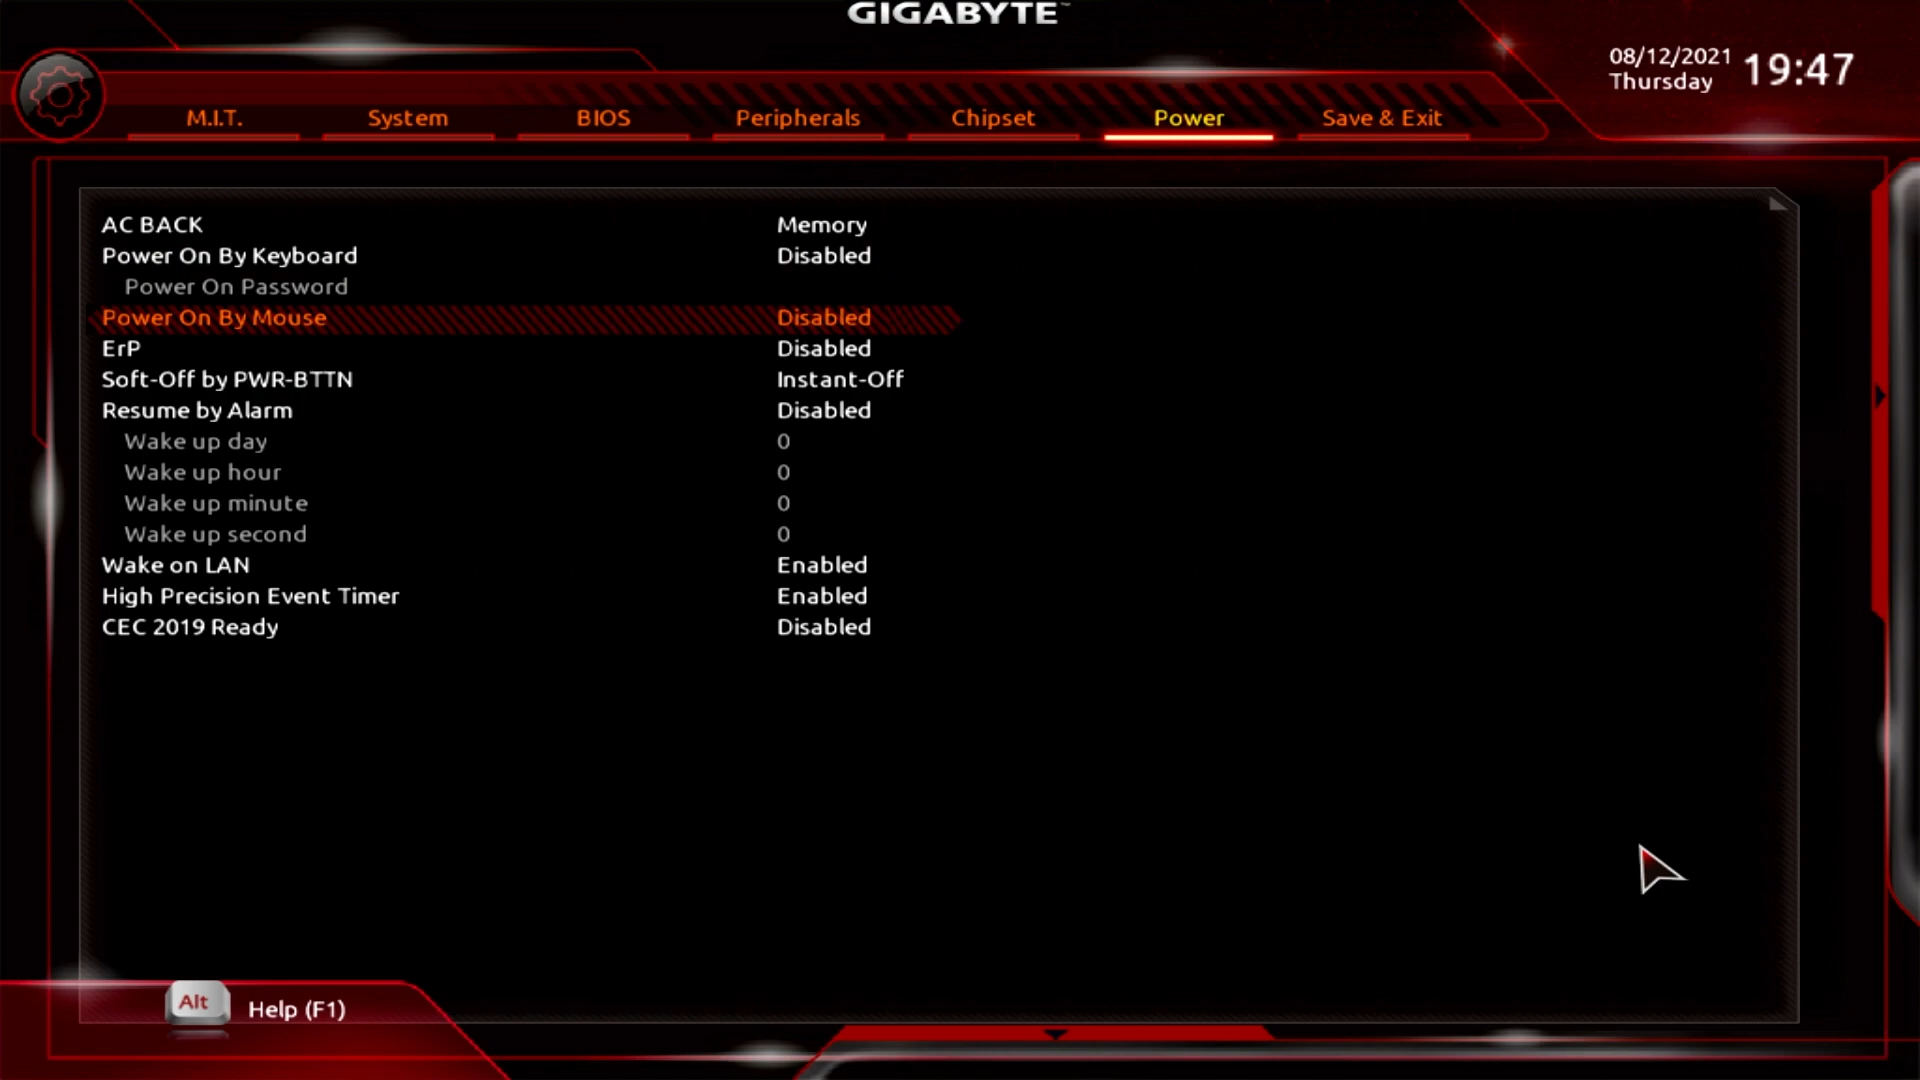 GIGABYTE™
08/12/2021 19:47
Thursday
M.I.T. System BIOS Peripherals Chipset Power Save & Exit
AC BACK Memory
Power On By Keyboard Disabled
Power On Password
Power On By Mouse Disabled
ErP Disabled
Soft-Off by PWR-BTTN Instant-Off
Resume by Alarm Disabled
Wake up day 0
Wake up hour 0
Wake up minute 0
Wake up second 0
Wake on LAN Enabled
High Precision Event Timer Enabled
CEC 2019 Ready Disabled
Alt Help (F1)